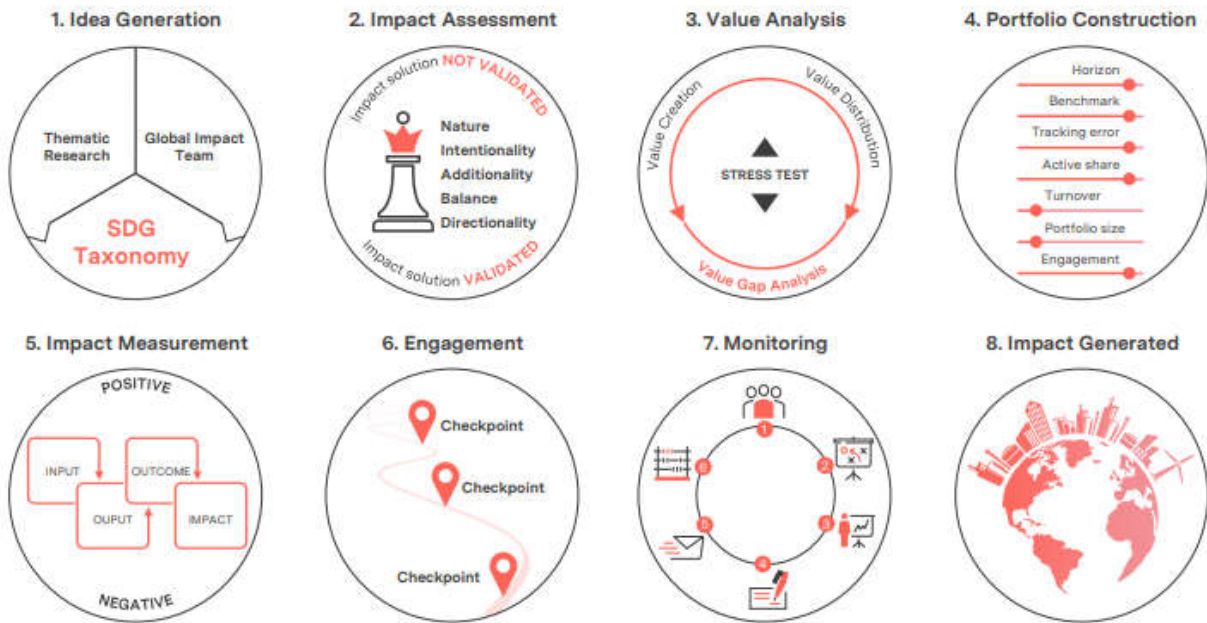 1. Idea Generation
Thematic
Research
Global Impact
Team
SDG
Taxonomy
2. Impact Assessment
Impact solution NOT VALIDATED
Nature
Intentionality
Additionality
Balance
Directionality
Impact solution VALIDATED
3. Value Analysis
Value Creation
Value Distribution
STRESS TEST
Value Gap Analysis
4. Portfolio Construction
Horizon
Benchmark
Tracking error
Active share
Turnover
Portfolio size
Engagement
5. Impact Measurement
POSITIVE
INPUT
OUTCOME
OUPUT
IMPACT
NEGATIVE
6. Engagement
Checkpoint
Checkpoint
Checkpoint
7. Monitoring
1
2
3
4
5
6
8. Impact Generated